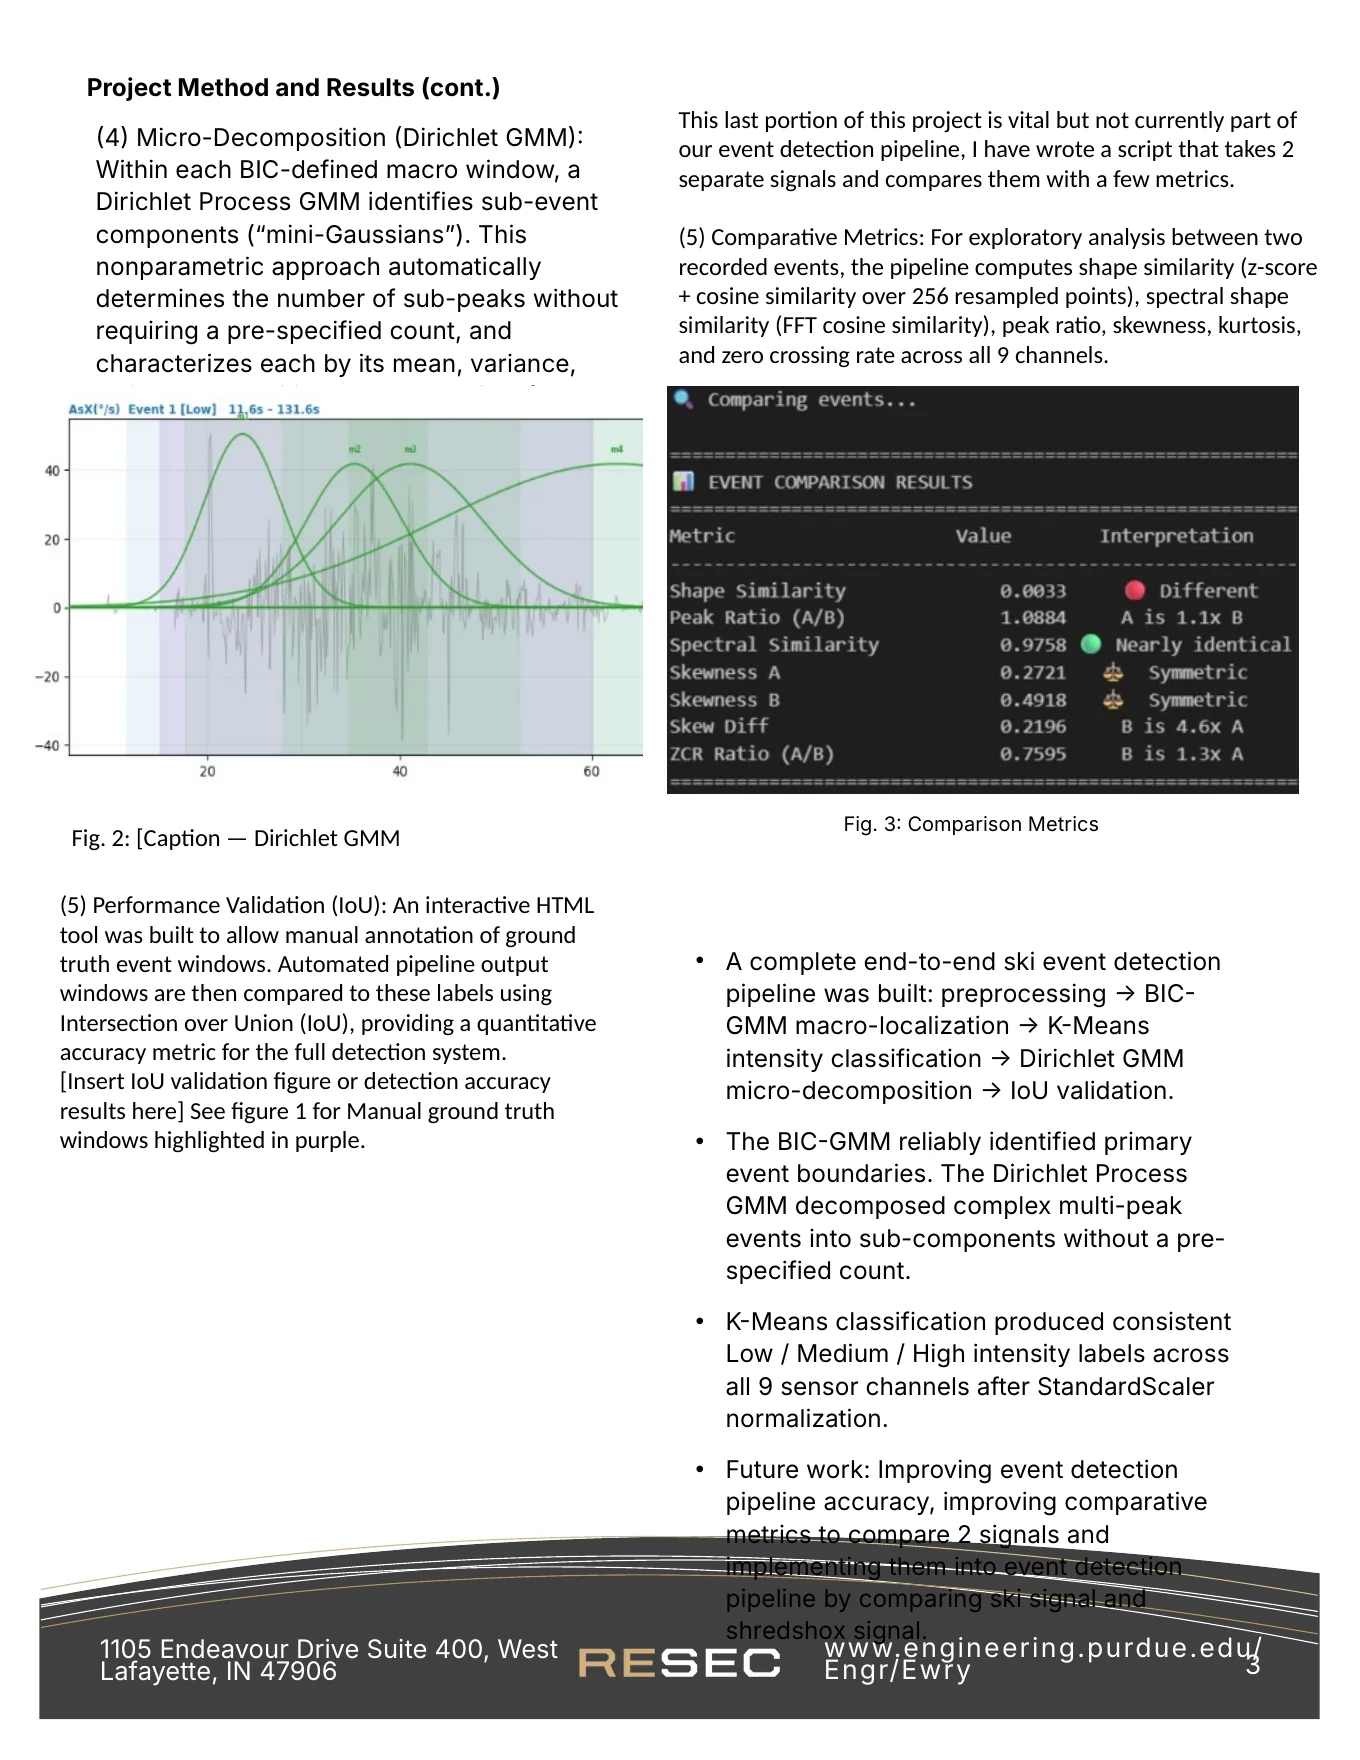 Project Method and Results (cont.)
(4) Micro-Decomposition (Dirichlet GMM):
Within each BIC-defined macro window, a
Dirichlet Process GMM identifies sub-event
components (“mini-Gaussians”). This
nonparametric approach automatically
determines the number of sub-peaks without
requiring a pre-specified count, and
characterizes each by its mean, variance,
AsX(°/s) Event 1 [Low] 11.6s - 131.6s
m1
m2
m3
m4
40
20
0
−20
−40
20
40
60
Fig. 2: [Caption — Dirichlet GMM
(5) Performance Validation (IoU): An interactive HTML
tool was built to allow manual annotation of ground
truth event windows. Automated pipeline output
windows are then compared to these labels using
Intersection over Union (IoU), providing a quantitative
accuracy metric for the full detection system.
[Insert IoU validation figure or detection accuracy
results here] See figure 1 for Manual ground truth
windows highlighted in purple.
This last portion of this project is vital but not currently part of
our event detection pipeline, I have wrote a script that takes 2
separate signals and compares them with a few metrics.
(5) Comparative Metrics: For exploratory analysis between two
recorded events, the pipeline computes shape similarity (z-score
+ cosine similarity over 256 resampled points), spectral shape
similarity (FFT cosine similarity), peak ratio, skewness, kurtosis,
and zero crossing rate across all 9 channels.
Comparing events...
EVENT COMPARISON RESULTS
Metric Value Interpretation
Shape Similarity 0.0033 Different
Peak Ratio (A/B) 1.0884 A is 1.1x B
Spectral Similarity 0.9758 Nearly identical
Skewness A 0.2721 Symmetric
Skewness B 0.4918 Symmetric
Skew Diff 0.2196 B is 4.6x A
ZCR Ratio (A/B) 0.7595 B is 1.3x A
Fig. 3: Comparison Metrics
• A complete end-to-end ski event detection
pipeline was built: preprocessing → BIC-
GMM macro-localization → K-Means
intensity classification → Dirichlet GMM
micro-decomposition → IoU validation.
• The BIC-GMM reliably identified primary
event boundaries. The Dirichlet Process
GMM decomposed complex multi-peak
events into sub-components without a pre-
specified count.
• K-Means classification produced consistent
Low / Medium / High intensity labels across
all 9 sensor channels after StandardScaler
normalization.
• Future work: Improving event detection
pipeline accuracy, improving comparative
metrics to compare 2 signals and
implementing them into event detection
pipeline by comparing ski signal and
shredshox signal.
1105 Endeavour Drive Suite 400, West
Lafayette, IN 47906
RESEC
www.engineering.purdue.edu/
Engr/Ewry
3